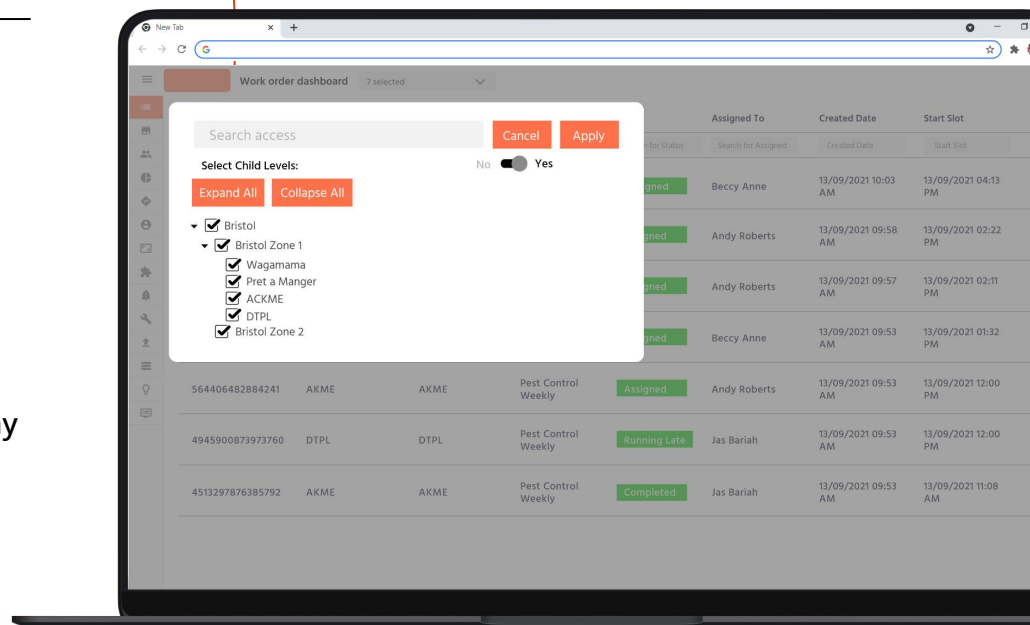 New Tab
Work order dashboard 7 selected
Assigned To Created Date Start Slot
Search access Cancel Apply
for Status Search for Assigned Created Date Start Slot
Select Child Levels: No Yes
Expand All Collapse All
Beccy Anne 13/09/2021 10:03 AM 13/09/2021 04:13 PM
Bristol
Bristol Zone 1
Andy Roberts 13/09/2021 09:58 AM 13/09/2021 02:22 PM
Wagamama
Pret a Manger
Andy Roberts 13/09/2021 09:57 AM 13/09/2021 02:11 PM
ACKME
DTPL
Bristol Zone 2
Beccy Anne 13/09/2021 09:53 AM 13/09/2021 01:32 PM
564406482884241 AKME AKME Pest Control Weekly Assigned Andy Roberts 13/09/2021 09:53 AM 13/09/2021 12:00 PM
4945900873973760 DTPL DTPL Pest Control Weekly Running Late Jas Bariah 13/09/2021 09:53 AM 13/09/2021 12:00 PM
4513297876385792 AKME AKME Pest Control Weekly Completed Jas Bariah 13/09/2021 09:53 AM 13/09/2021 11:08 AM